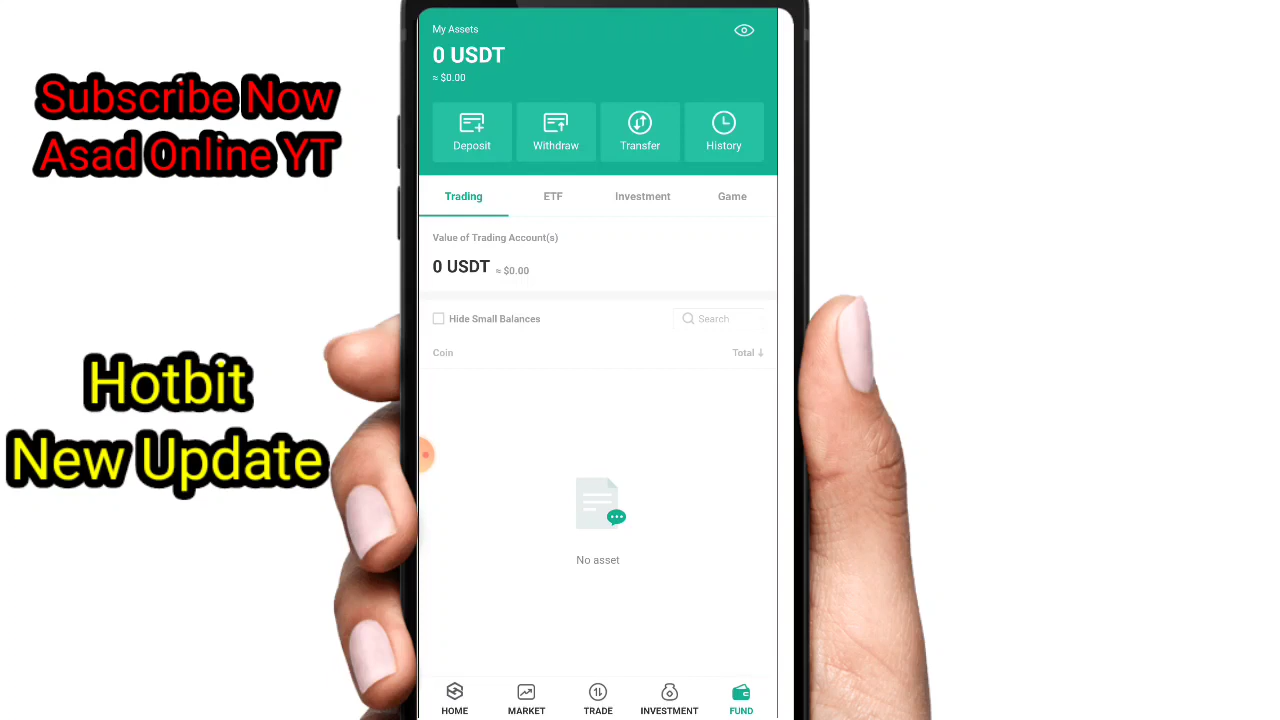 Subscribe Now
Asad Online YT
Hotbit
New Update
My Assets
0 USDT
≈ $0.00
Deposit
Withdraw
Transfer
History
Trading
ETF
Investment
Game
Value of Trading Account(s)
0 USDT ≈ $0.00
Hide Small Balances
Search
Coin
Total ↓
No asset
HOME
MARKET
TRADE
INVESTMENT
FUND